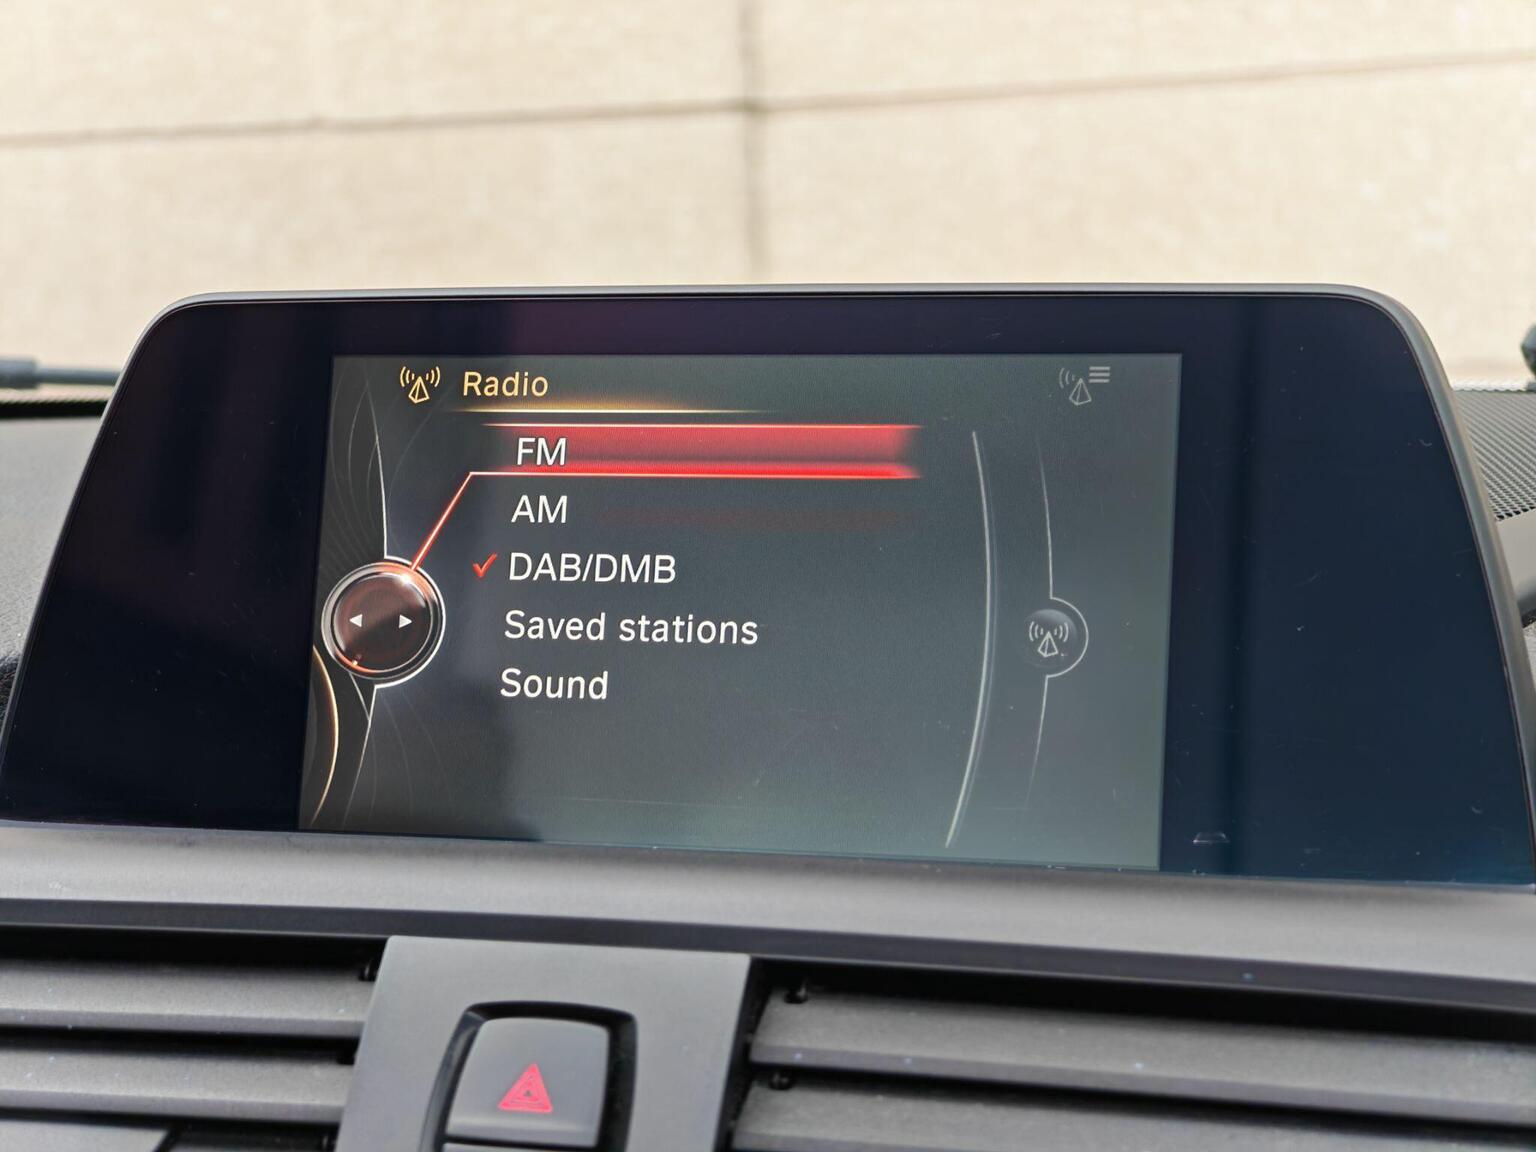 Radio
FM
AM
DAB/DMB
Saved stations
Sound